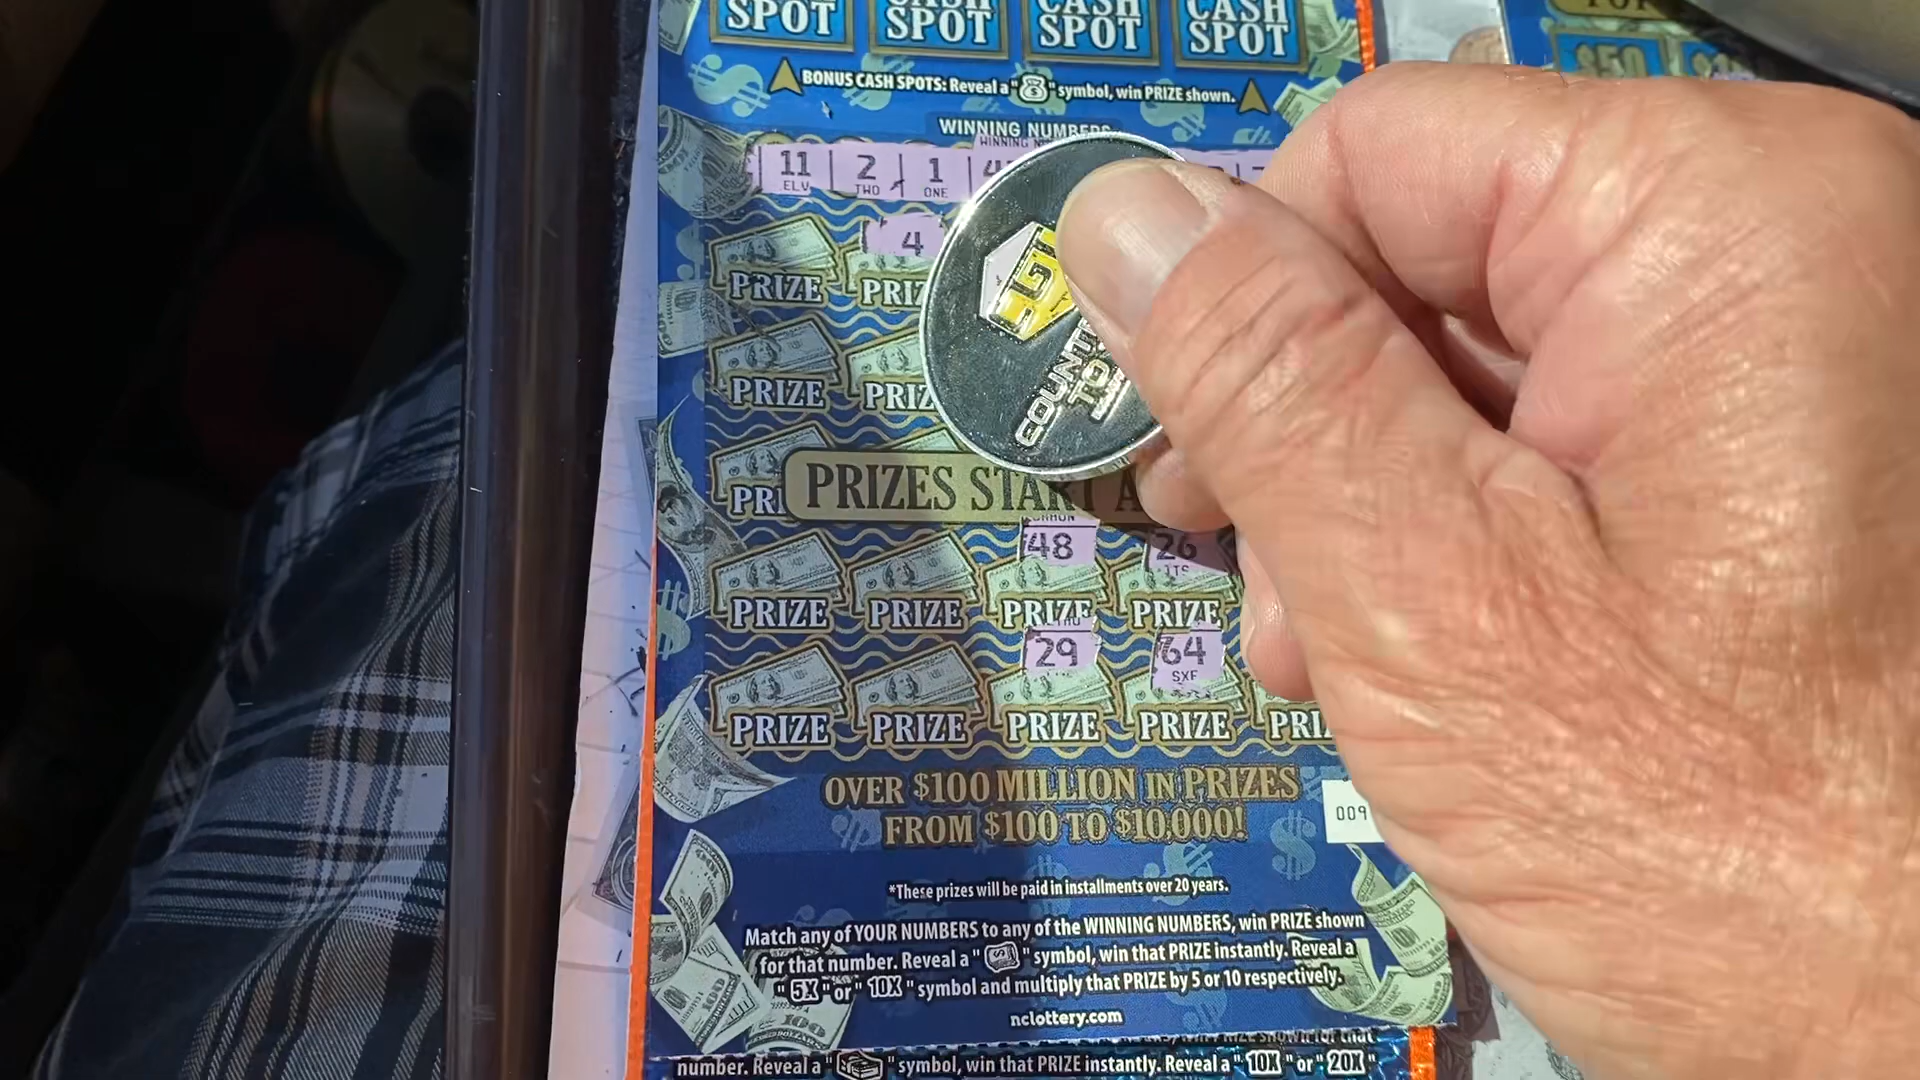 SPOT CASH SPOT CASH SPOT CASH SPOT
BONUS CASH SPOTS: Reveal a " " symbol, win PRIZE shown.
WINNING NUMBERS
11 2 1
ELV TWO ONE
4
PRIZE
PRIZE
PRIZES START
48 26
PRIZE PRIZE PRIZE PRIZE
29 64
SXF
PRIZE PRIZE PRIZE PRIZE
OVER $100 MILLION IN PRIZES
FROM $100 TO $10,000!
009
*These prizes will be paid in installments over 20 years.
Match any of YOUR NUMBERS to any of the WINNING NUMBERS, win PRIZE shown
for that number. Reveal a " " symbol, win that PRIZE instantly. Reveal a
"5X" or "10X" symbol and multiply that PRIZE by 5 or 10 respectively.
nclottery.com
number. Reveal a " " symbol, win that PRIZE instantly. Reveal a "10X" or "20X"
$50